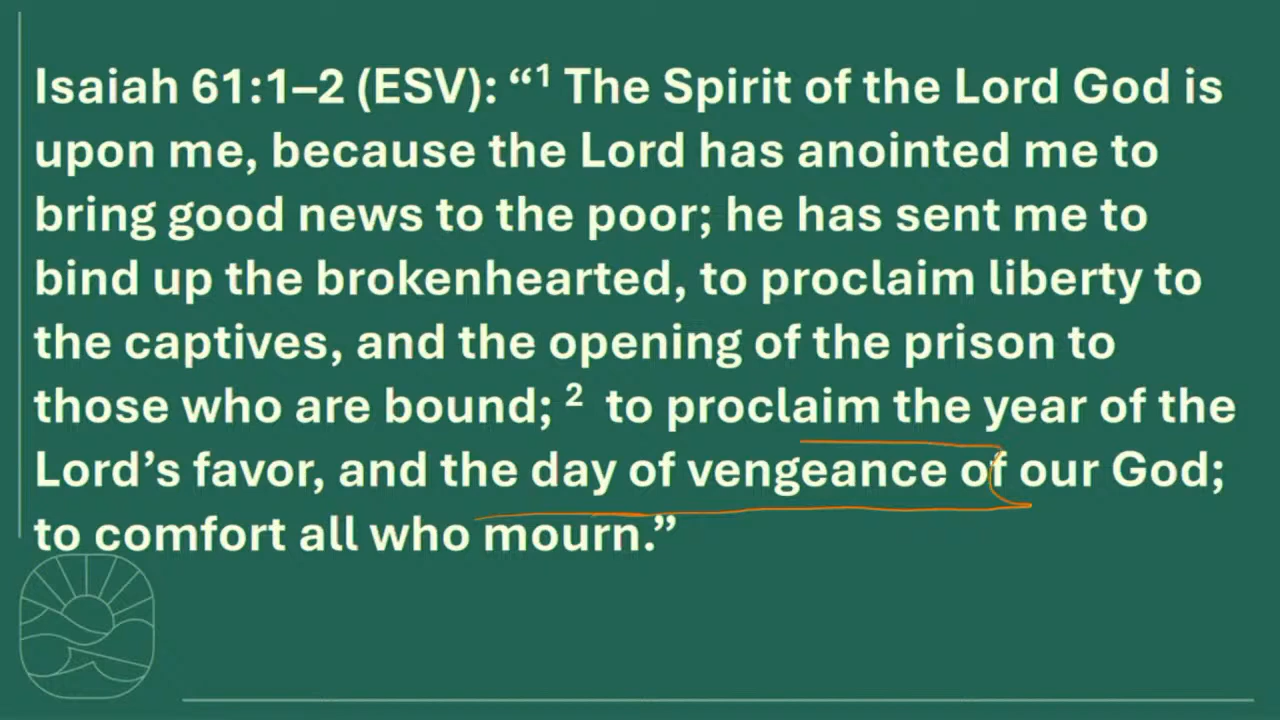 Isaiah 61:1–2 (ESV): “¹ The Spirit of the Lord God is
upon me, because the Lord has anointed me to
bring good news to the poor; he has sent me to
bind up the brokenhearted, to proclaim liberty to
the captives, and the opening of the prison to
those who are bound; ² to proclaim the year of the
Lord’s favor, and the day of vengeance of our God;
to comfort all who mourn.”